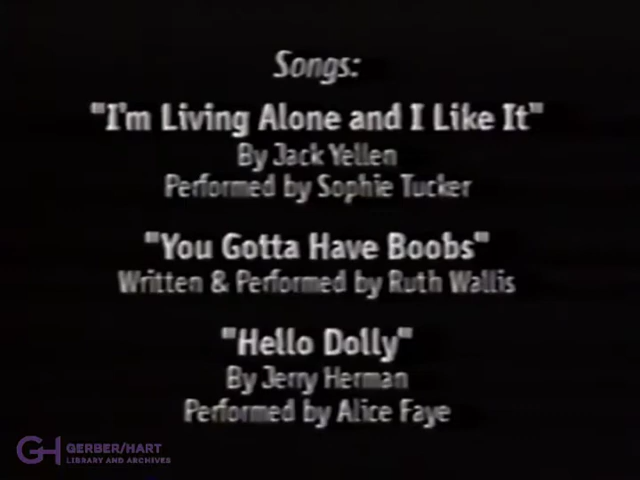 Songs:
"I'm Living Alone and I Like It"
By Jack Yellen
Performed by Sophie Tucker
"You Gotta Have Boobs"
Written & Performed by Ruth Wallis
"Hello Dolly"
By Jerry Herman
Performed by Alice Faye
GH GERBER/HART
LIBRARY AND ARCHIVES